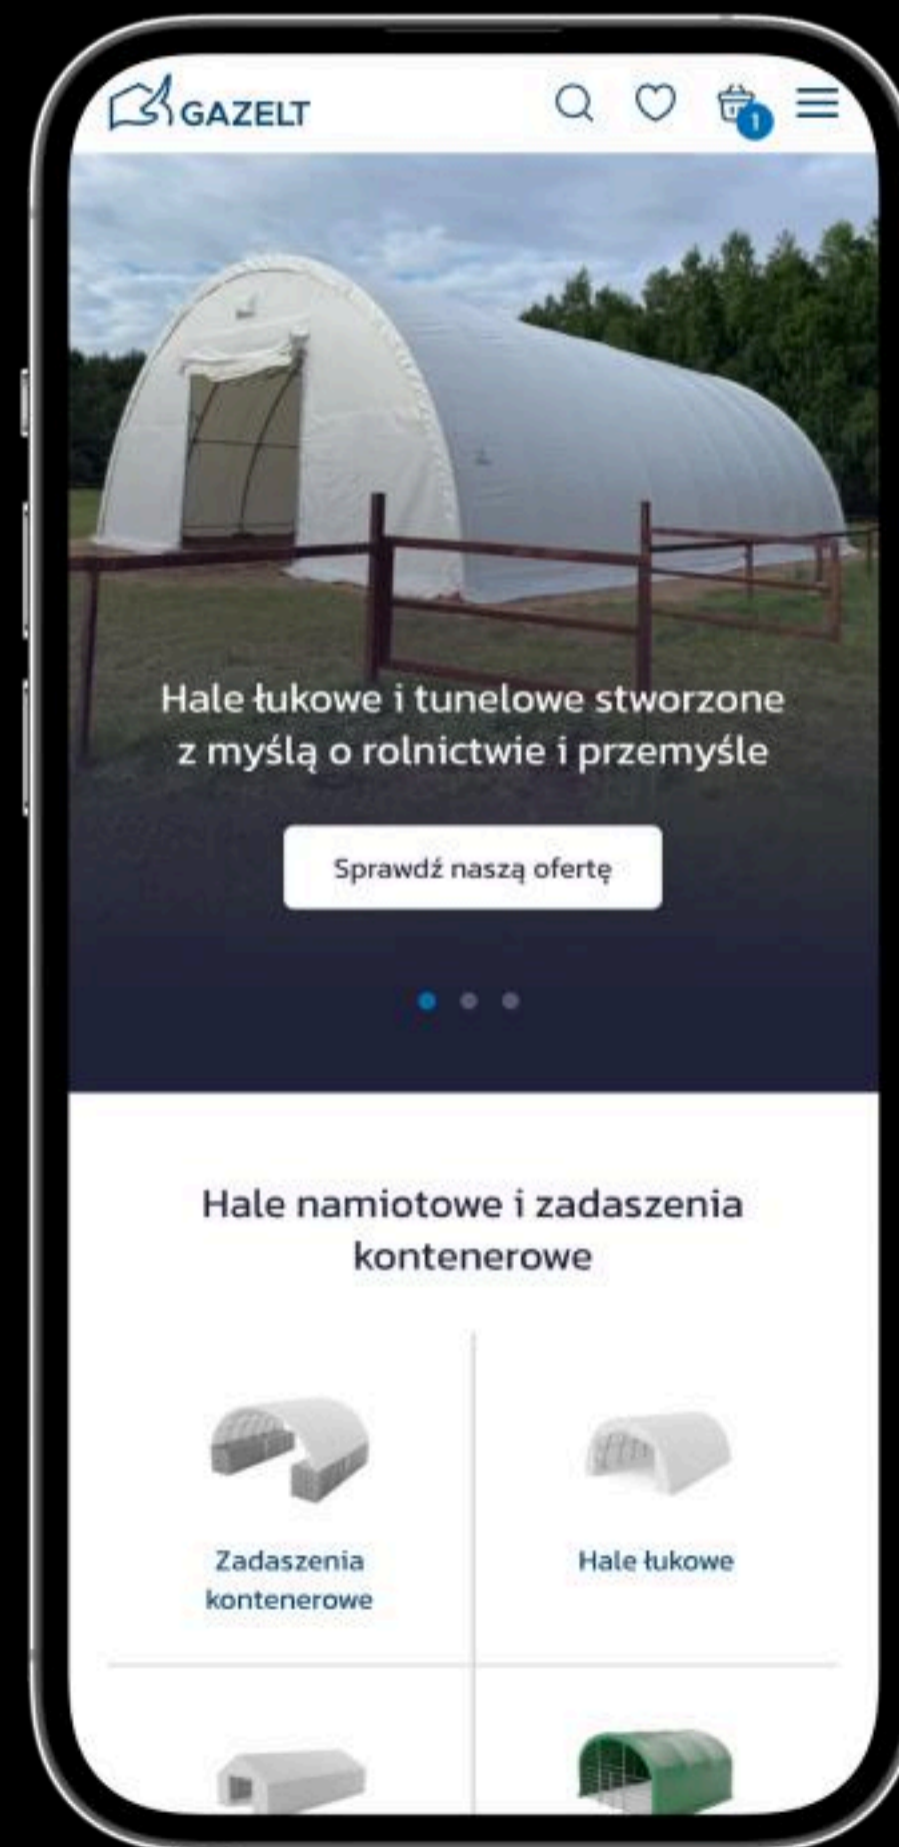 GAZELT
1
Hale łukowe i tunelowe stworzone
z myślą o rolnictwie i przemyśle
Sprawdź naszą ofertę
Hale namiotowe i zadaszenia
kontenerowe
Zadaszenia
kontenerowe
Hale łukowe